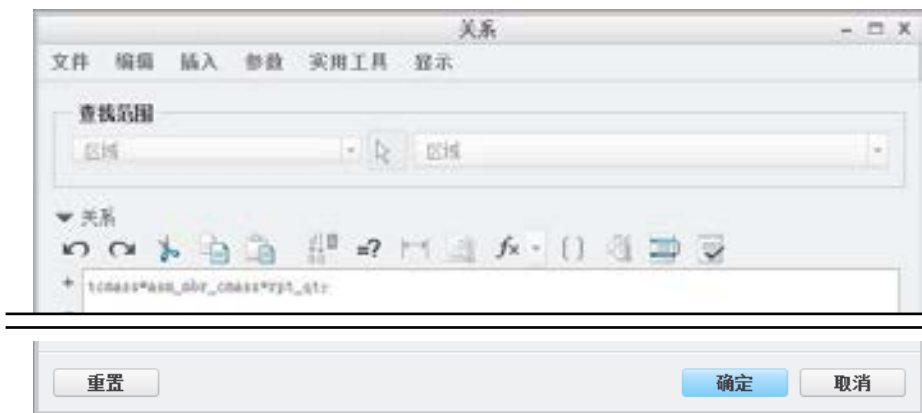 关系
文件 编辑 插入 参数 实用工具 显示
查找范围
区域 区域
关系
=? fx ( )
+ tcmass*asm_mbr_cmass*rpt_qty
重置 确定 取消